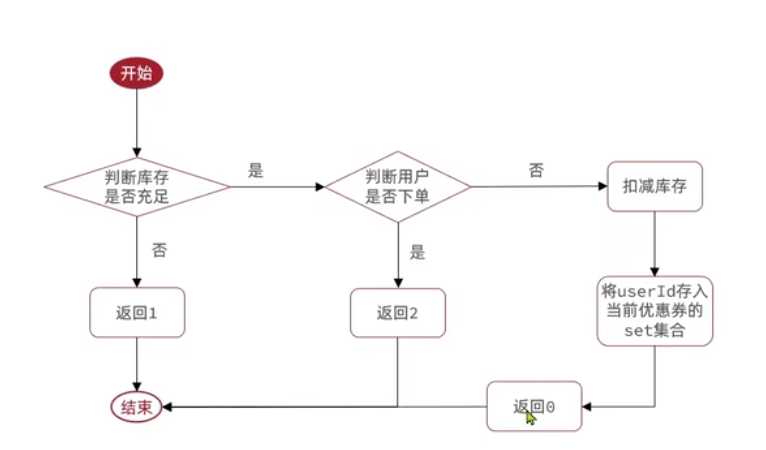 开始
判断库存
是否充足
是
判断用户
是否下单
否
扣减库存
否
是
返回1
返回2
将userId存入
当前优惠券的
set集合
结束
返回0